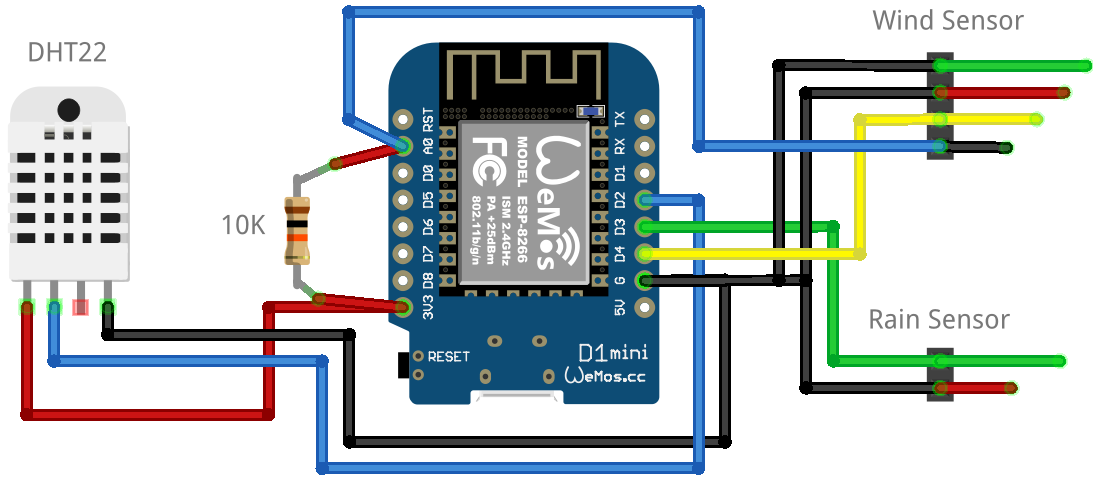 Wind Sensor
DHT22
RST
A0
D0
D5
D6
D7
D8
3V3
TX
RX
D1
D2
D3
D4
G
5V
WeMos
MODEL ESP-8266
ISM 2.4GHz
PA +25dBm
802.11b/g/n
FC
10K
Rain Sensor
RESET
D1mini
WeMos.cc